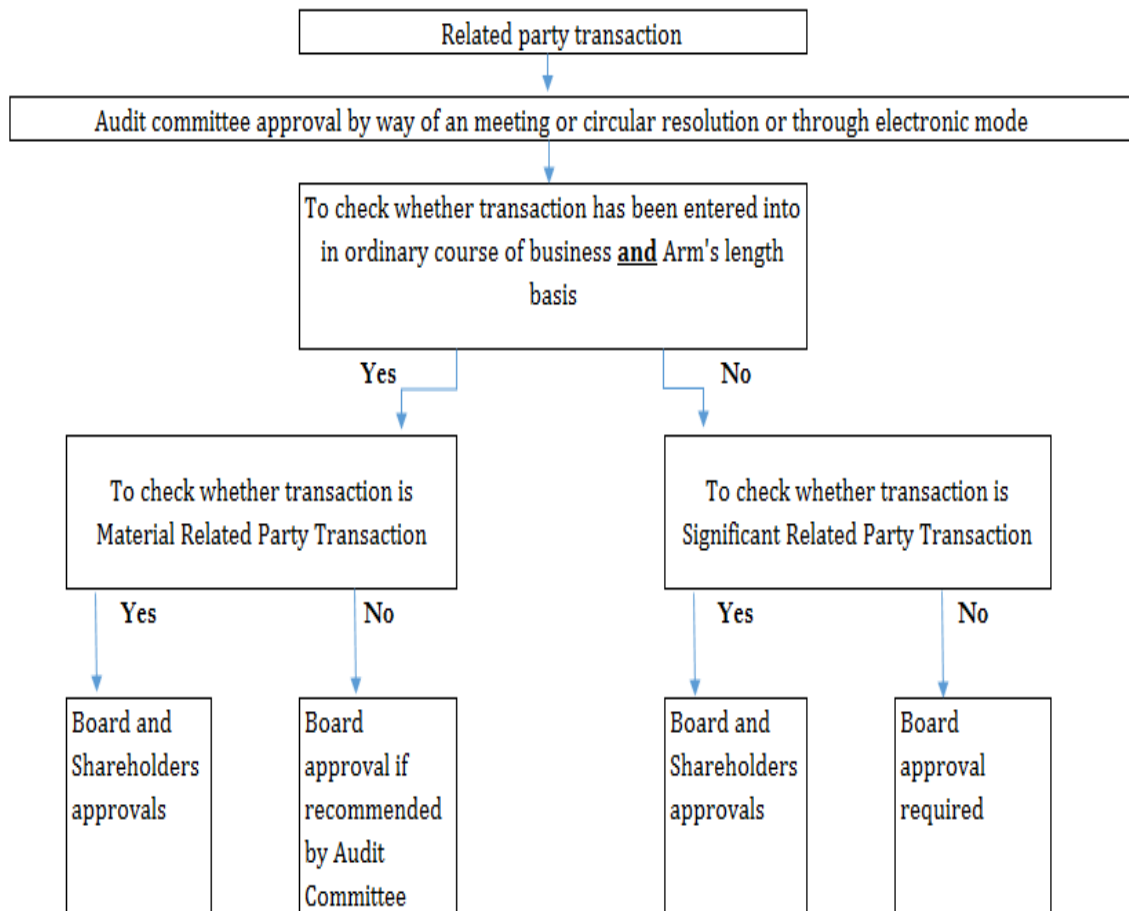 Related party transaction
Audit committee approval by way of an meeting or circular resolution or through electronic mode
To check whether transaction has been entered into
in ordinary course of business and Arm's length
basis
Yes
No
To check whether transaction is
Material Related Party Transaction
To check whether transaction is
Significant Related Party Transaction
Yes
No
Yes
No
Board and
Shareholders
approvals
Board
approval if
recommended
by Audit
Committee
Board and
Shareholders
approvals
Board
approval
required